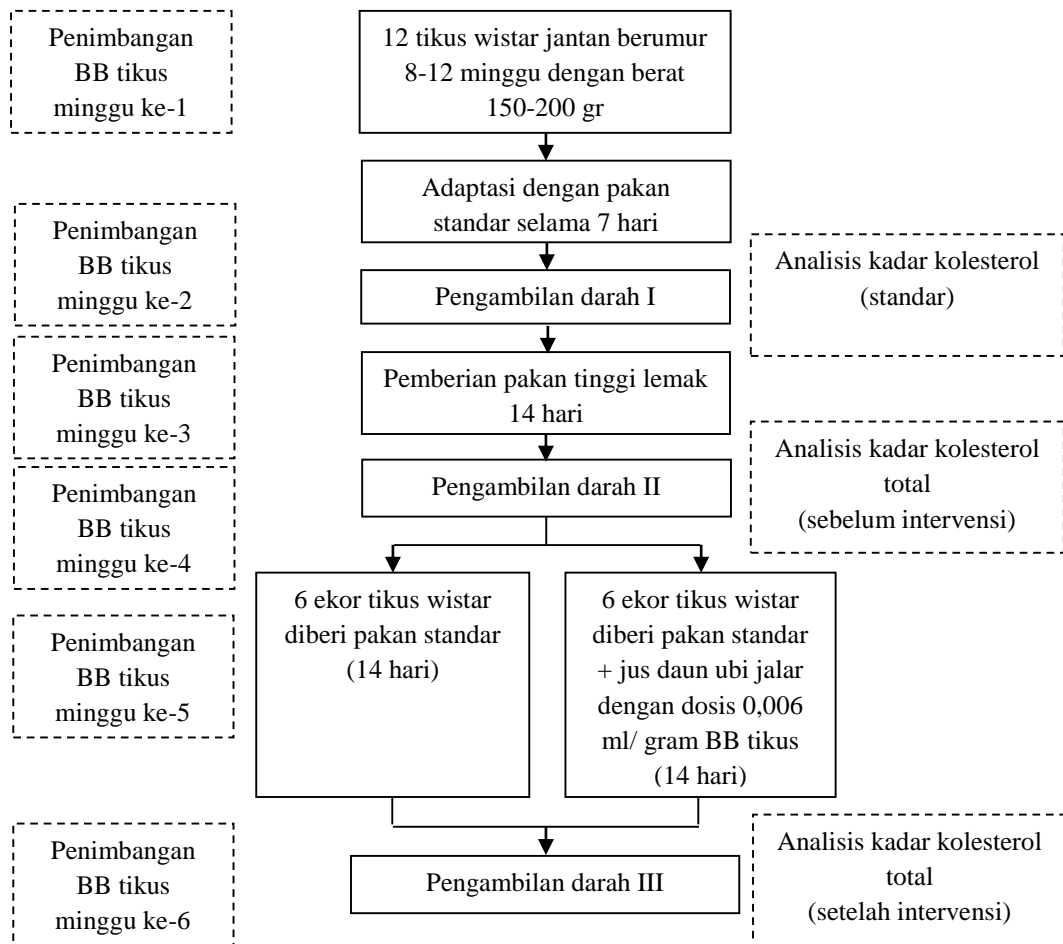 Penimbangan
BB tikus
minggu ke-1
12 tikus wistar jantan berumur
8-12 minggu dengan berat
150-200 gr
Adaptasi dengan pakan
standar selama 7 hari
Penimbangan
BB tikus
minggu ke-2
Pengambilan darah I
Analisis kadar kolesterol
(standar)
Penimbangan
BB tikus
minggu ke-3
Pemberian pakan tinggi lemak
14 hari
Penimbangan
BB tikus
minggu ke-4
Pengambilan darah II
Analisis kadar kolesterol
total
(sebelum intervensi)
6 ekor tikus wistar
diberi pakan standar
(14 hari)
6 ekor tikus wistar
diberi pakan standar
+ jus daun ubi jalar
dengan dosis 0,006
ml/ gram BB tikus
(14 hari)
Penimbangan
BB tikus
minggu ke-5
Penimbangan
BB tikus
minggu ke-6
Pengambilan darah III
Analisis kadar kolesterol
total
(setelah intervensi)